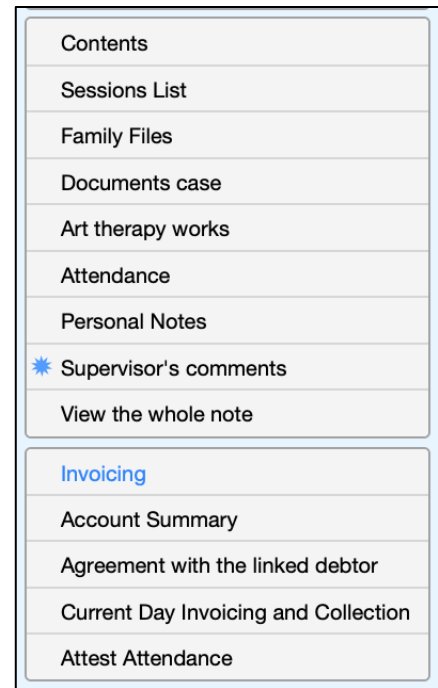 Contents
Sessions List
Family Files
Documents case
Art therapy works
Attendance
Personal Notes
Supervisor's comments
View the whole note
Invoicing
Account Summary
Agreement with the linked debtor
Current Day Invoicing and Collection
Attest Attendance